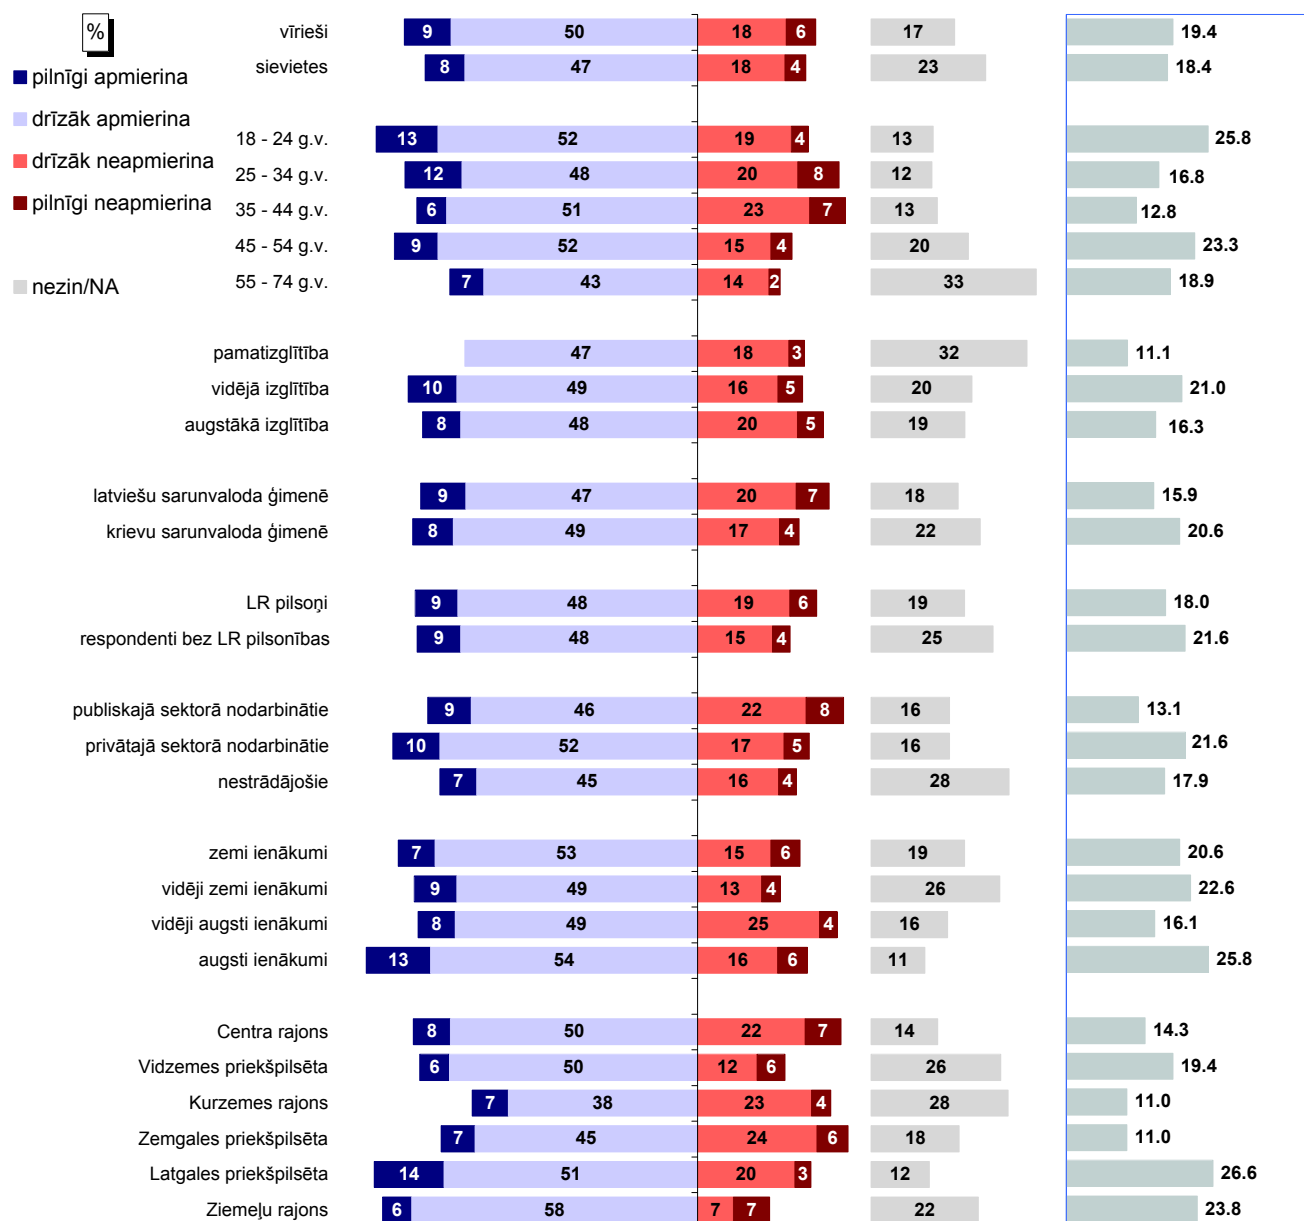 %
pilnīgi apmierina
drīzāk apmierina
drīzāk neapmierina
pilnīgi neapmierina
nezin/NA
vīrieši 9 50 18 6 17 19.4
sievietes 8 47 18 4 23 18.4
18 - 24 g.v. 13 52 19 4 13 25.8
25 - 34 g.v. 12 48 20 8 12 16.8
35 - 44 g.v. 6 51 23 7 13 12.8
45 - 54 g.v. 9 52 15 4 20 23.3
55 - 74 g.v. 7 43 14 2 33 18.9
pamatizglītība 47 18 3 32 11.1
vidējā izglītība 10 49 16 5 20 21.0
augstākā izglītība 8 48 20 5 19 16.3
latviešu sarunvaloda ģimenē 9 47 20 7 18 15.9
krievu sarunvaloda ģimenē 8 49 17 4 22 20.6
LR pilsoņi 9 48 19 6 19 18.0
respondenti bez LR pilsonības 9 48 15 4 25 21.6
publiskajā sektorā nodarbinātie 9 46 22 8 16 13.1
privātajā sektorā nodarbinātie 10 52 17 5 16 21.6
nestrādājošie 7 45 16 4 28 17.9
zemi ienākumi 7 53 15 6 19 20.6
vidēji zemi ienākumi 9 49 13 4 26 22.6
vidēji augsti ienākumi 8 49 25 4 16 16.1
augsti ienākumi 13 54 16 6 11 25.8
Centra rajons 8 50 22 7 14 14.3
Vidzemes priekšpilsēta 6 50 12 6 26 19.4
Kurzemes rajons 7 38 23 4 28 11.0
Zemgales priekšpilsēta 7 45 24 6 18 11.0
Latgales priekšpilsēta 14 51 20 3 12 26.6
Ziemeļu rajons 6 58 7 7 22 23.8